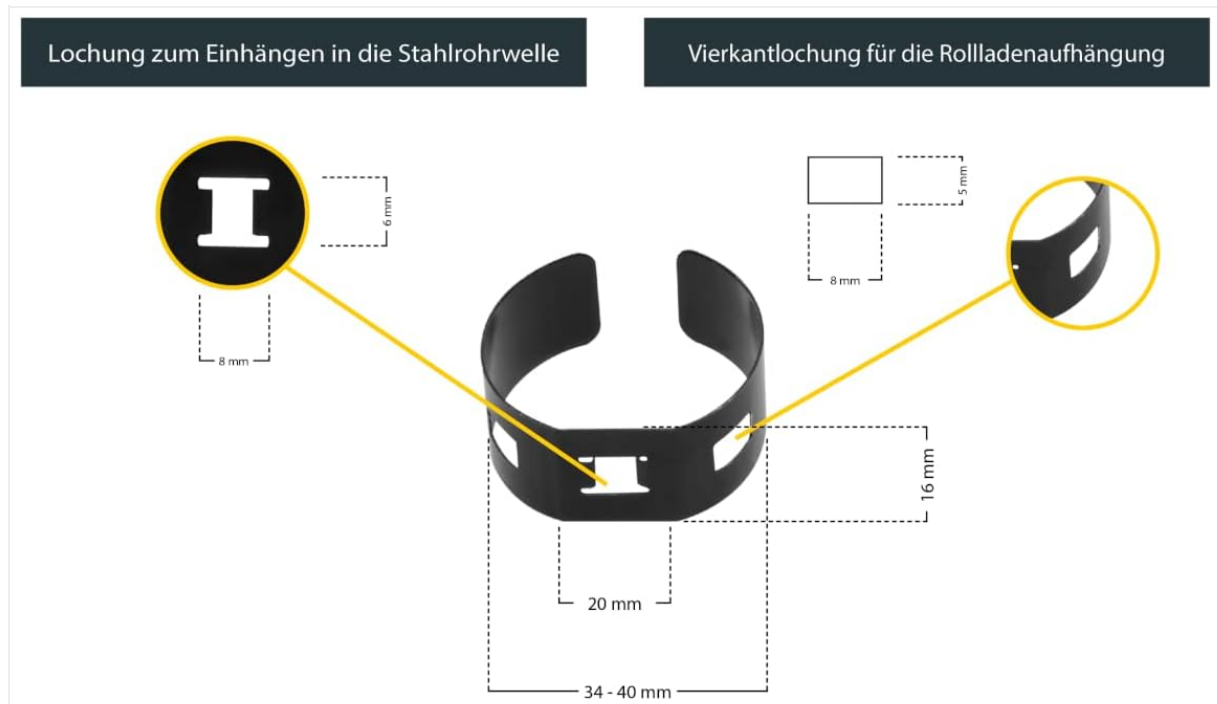 Lochung zum Einhängen in die Stahlrohrwelle
Vierkantlochung für die Rollladenaufhängung
6 mm
8 mm
5 mm
8 mm
16 mm
20 mm
34 - 40 mm